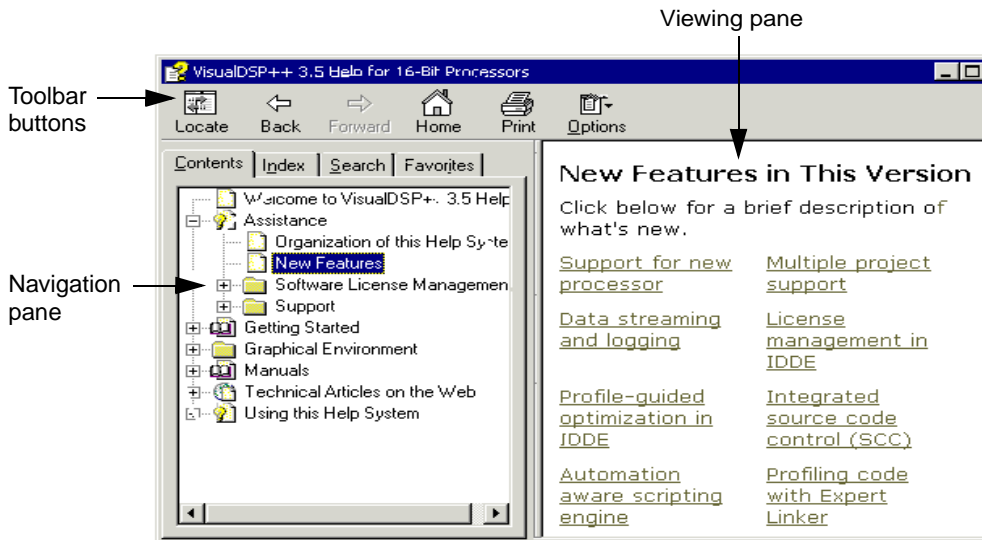 Viewing pane
VisualDSP++ 3.5 Help for 16-Bit Processors
Toolbar
buttons
Locate Back Forward Home Print Options
Contents Index Search Favorites
Welcome to VisualDSP++ 3.5 Help
Assistance
Organization of this Help Syste
New Features
Software License Managemen
Support
Getting Started
Graphical Environment
Manuals
Technical Articles on the Web
Using this Help System
Navigation
pane
New Features in This Version
Click below for a brief description of
what's new.
Support for new
processor
Multiple project
support
Data streaming
and logging
License
management in
IDDE
Profile-guided
optimization in
IDDE
Integrated
source code
control (SCC)
Automation
aware scripting
engine
Profiling code
with Expert
Linker